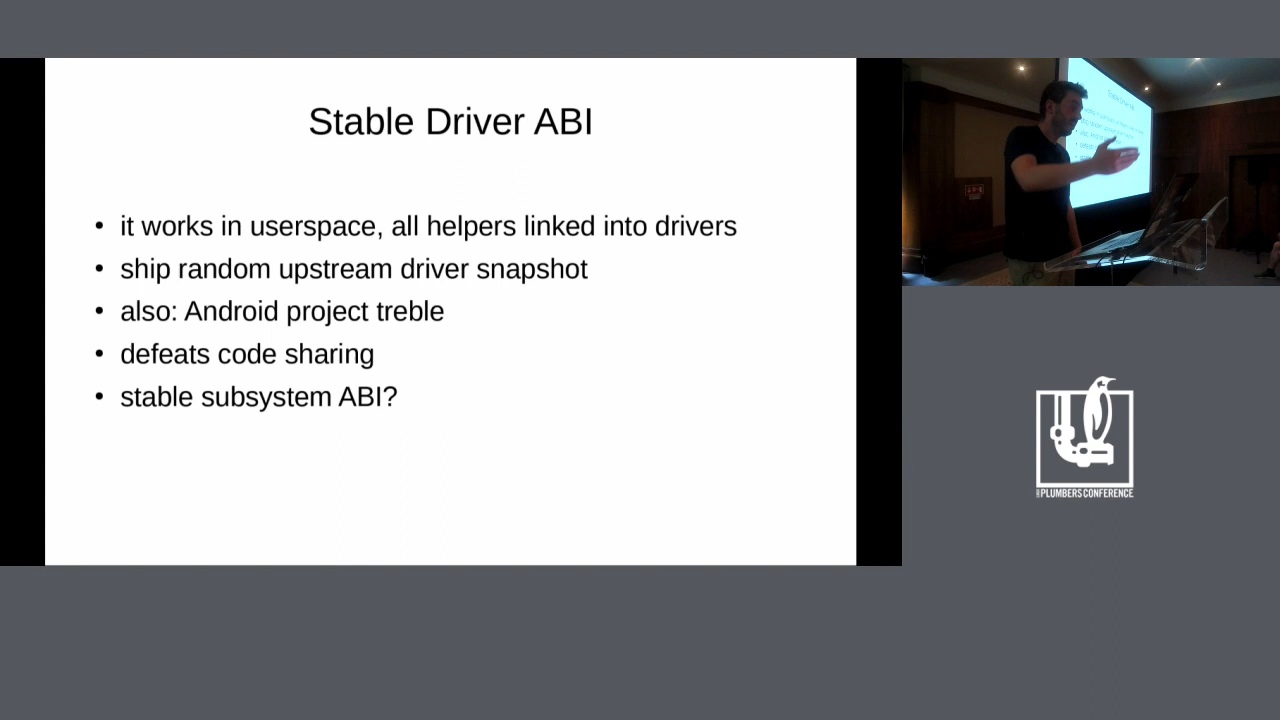 Stable Driver ABI
• it works in userspace, all helpers linked into drivers
• ship random upstream driver snapshot
• also: Android project treble
• defeats code sharing
• stable subsystem ABI?
PLUMBERS CONFERENCE